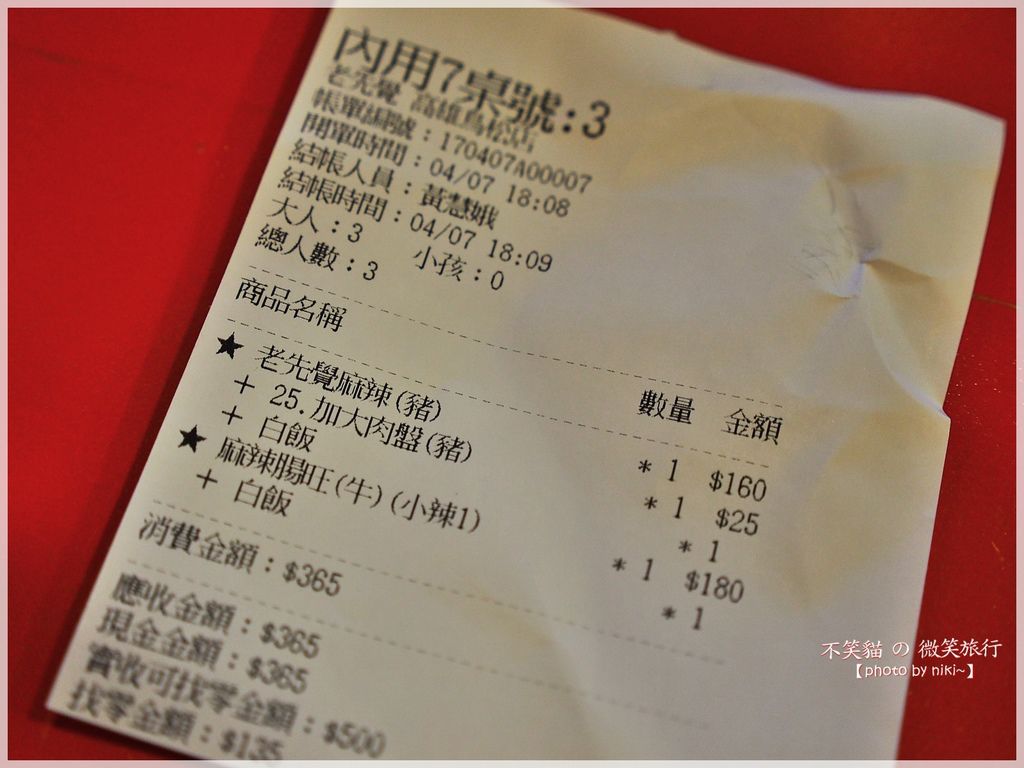 內用7桌號:3
老先覺 高雄鳥松店
帳單編號：170407A00007
開單時間：04/07 18:08
結帳人員：黃慧娥
結帳時間：04/07 18:09
大人：3 小孩：0
總人數：3
商品名稱 數量 金額
★ 老先覺麻辣(豬) * 1 $160
+ 25.加大肉盤(豬) * 1 $25
+ 白飯 * 1
★ 麻辣腸旺(牛)(小辣1) * 1 $180
+ 白飯 * 1
消費金額：$365
應收金額：$365
現金金額：$365
實收可找零金額：$500
找零金額：$135
不笑貓 の 微笑旅行
【photo by niki~】